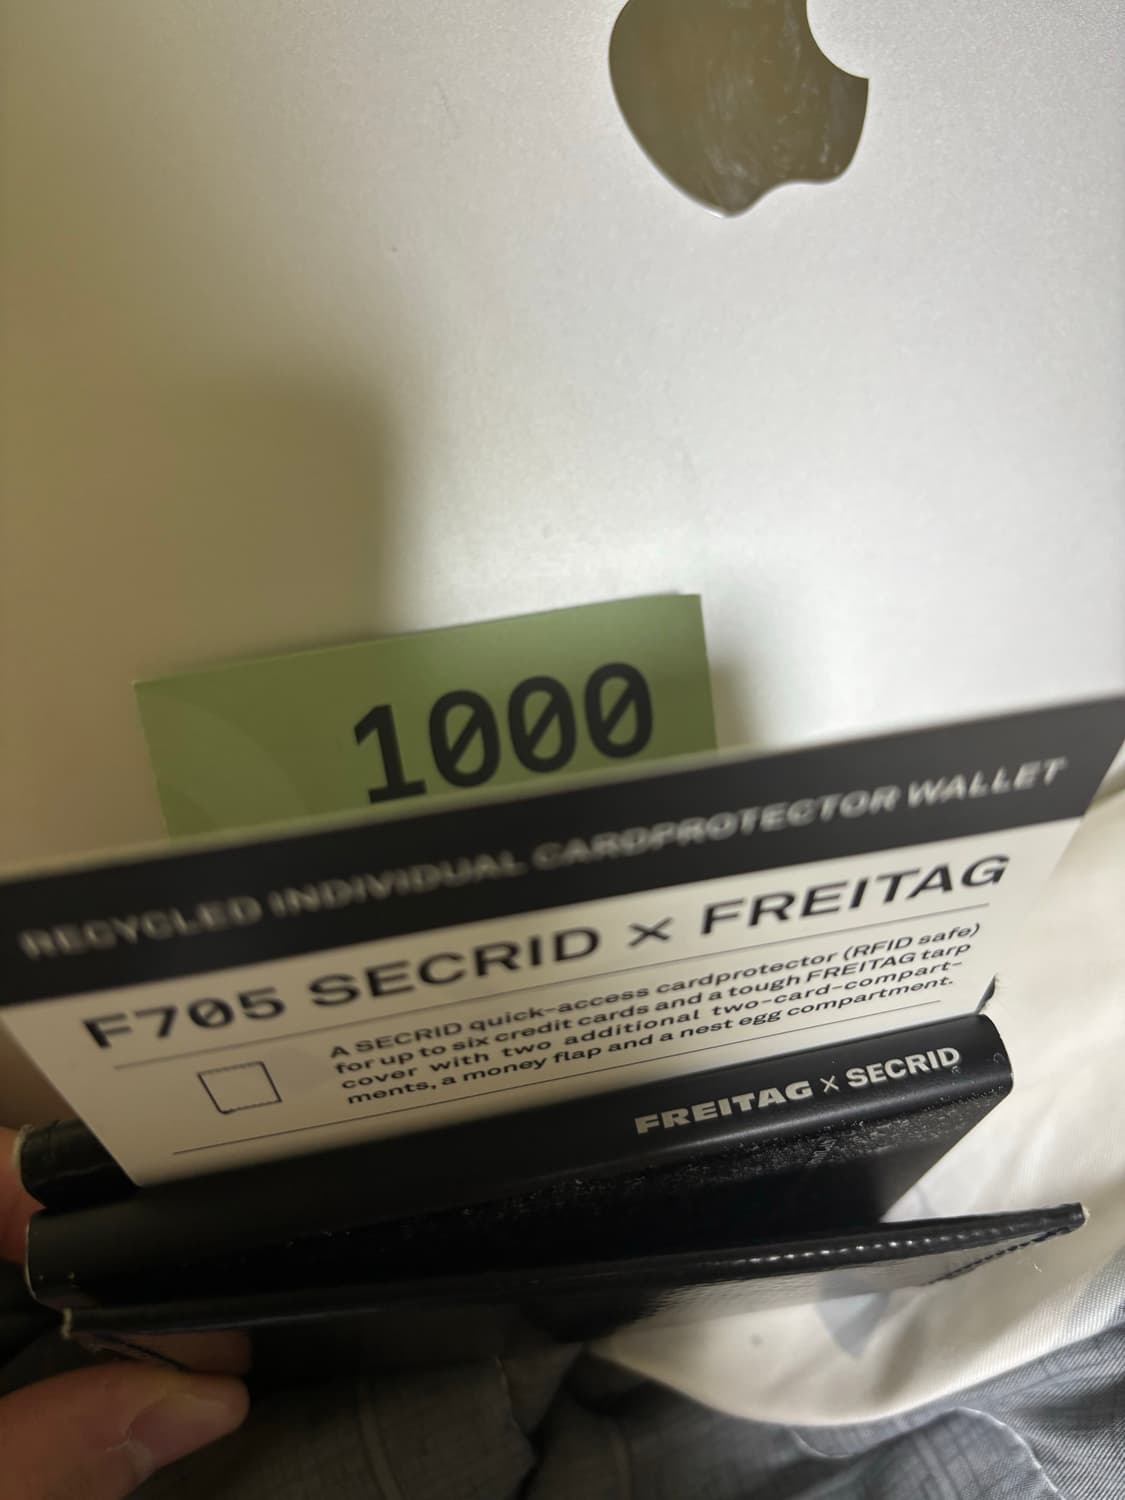 1000
RECYCLED INDIVIDUAL CARDPROTECTOR WALLET
F705 SECRID × FREITAG
A SECRID quick-access cardprotector (RFID safe)
for up to six credit cards and a tough FREITAG tarp
cover with two additional two-card-compart-
ments, a money flap and a nest egg compartment.
FREITAG × SECRID